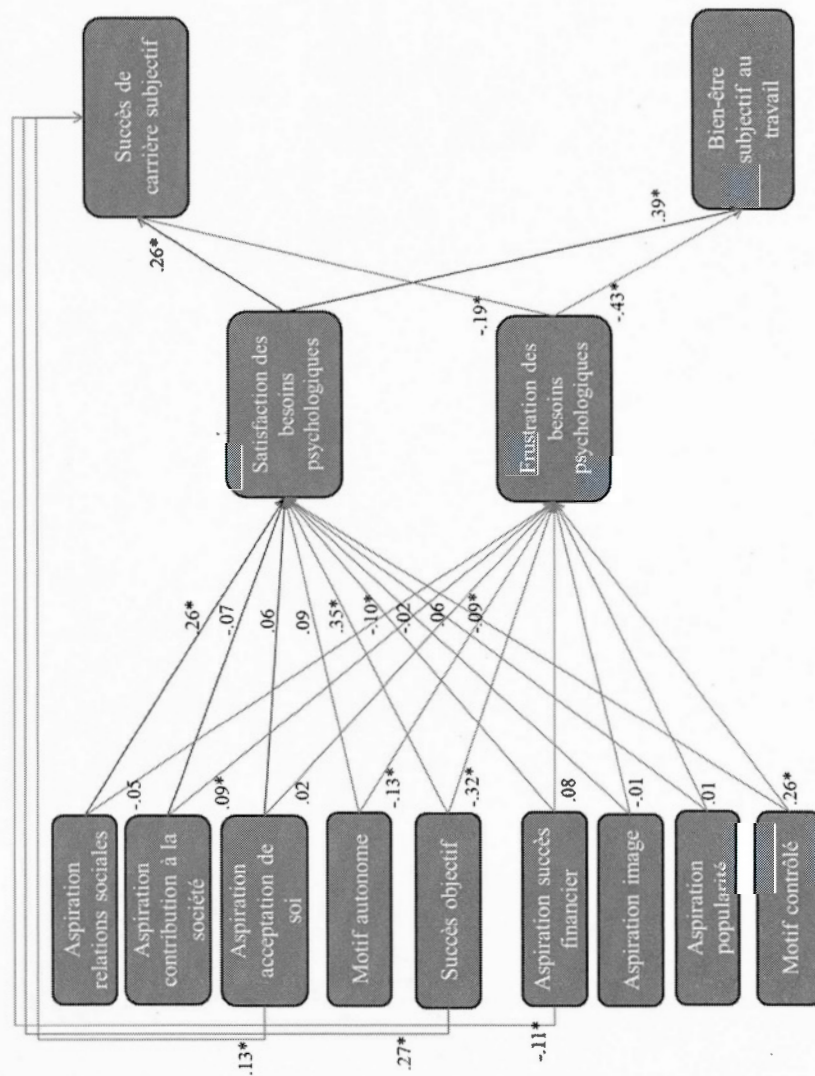 Aspiration
relations sociales
Aspiration
contribution à la
société
Aspiration
acceptation de
soi
Motif autonome
Succès objectif
Aspiration succès
financier
Aspiration image
Aspiration
popularité
Motif contrôlé
-.05
.09*
.02
-.13*
-.32*
.08
-.01
.01
.26*
.26*
-.07
.06
.09
.35*
-.10*
-.02
.06
-.09*
.13*
.27*
-.11*
Satisfaction des
besoins
psychologiques
Frustration des
besoins
psychologiques
.26*
-.19*
-.43*
.39*
Succès de
carrière subjectif
Bien-être
subjectif au
travail